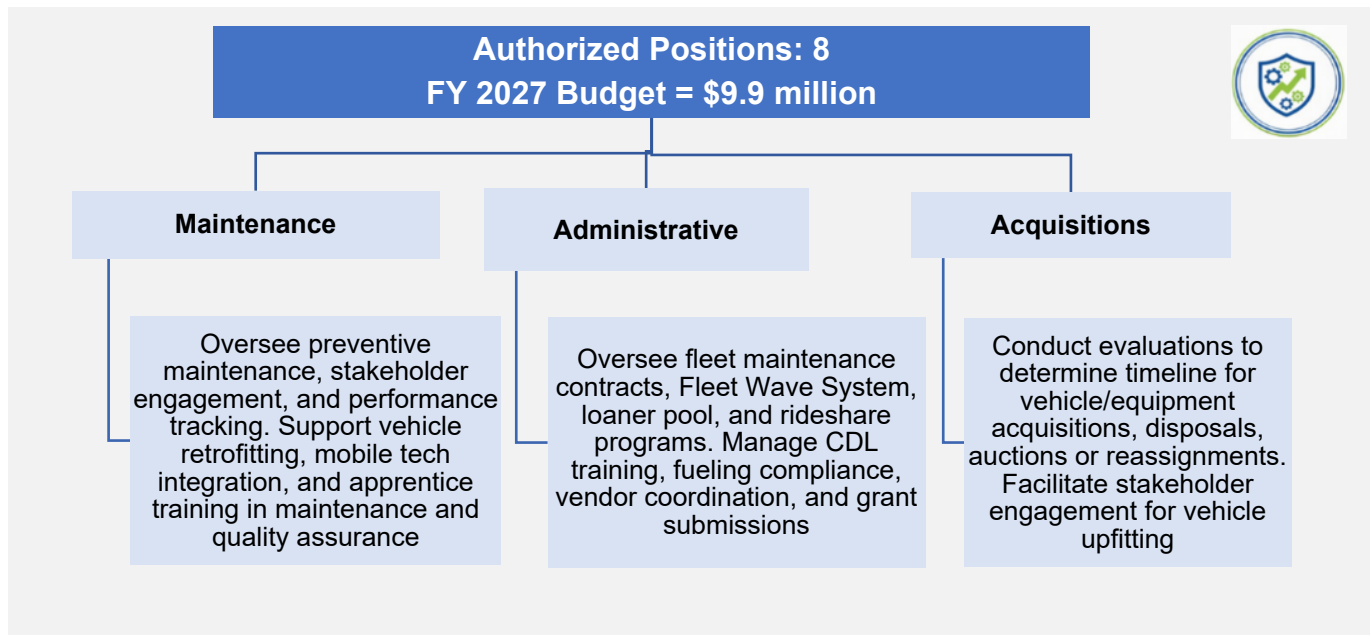 Authorized Positions: 8
FY 2027 Budget = $9.9 million
Maintenance
Administrative
Acquisitions
Oversee preventive
maintenance, stakeholder
engagement, and performance
tracking. Support vehicle
retrofitting, mobile tech
integration, and apprentice
training in maintenance and
quality assurance
Oversee fleet maintenance
contracts, Fleet Wave System,
loaner pool, and rideshare
programs. Manage CDL
training, fueling compliance,
vendor coordination, and grant
submissions
Conduct evaluations to
determine timeline for
vehicle/equipment
acquisitions, disposals,
auctions or reassignments.
Facilitate stakeholder
engagement for vehicle
upfitting